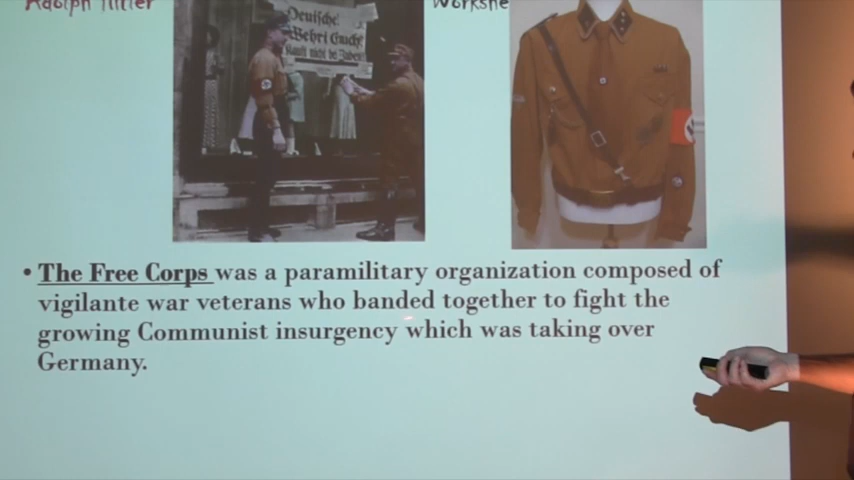 Adolph Hitler
Workshe
Deutsche!
Wehrt Euch!
Kauft nicht bei Juden!
• The Free Corps was a paramilitary organization composed of
vigilante war veterans who banded together to fight the
growing Communist insurgency which was taking over
Germany.